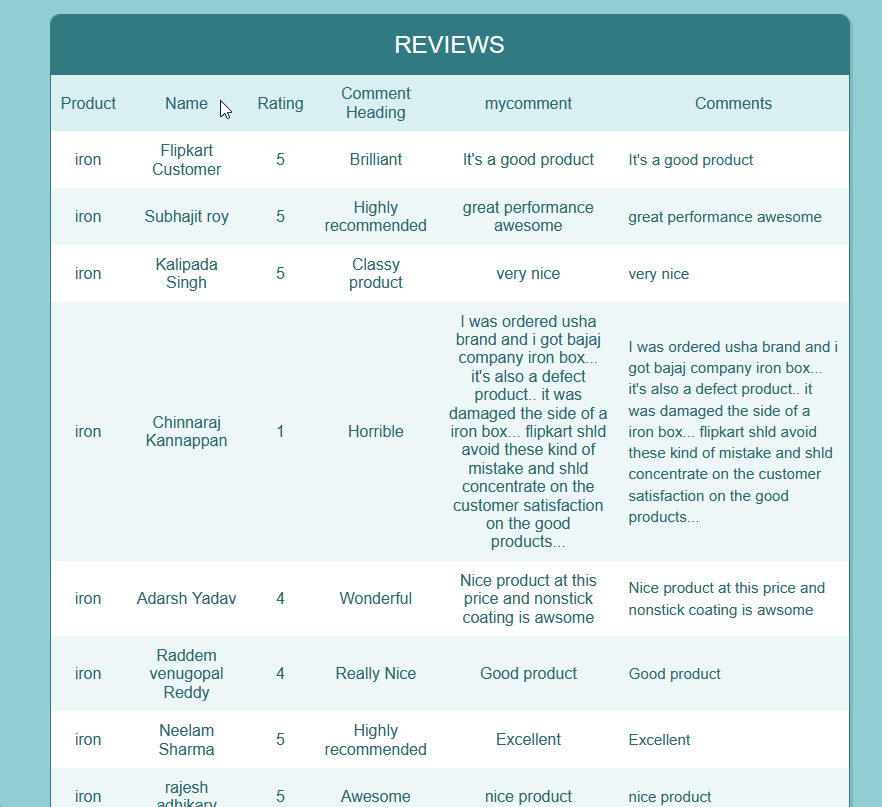 REVIEWS
Product Name Rating Comment Heading mycomment Comments
iron Flipkart Customer 5 Brilliant It's a good product It's a good product
iron Subhajit roy 5 Highly recommended great performance awesome great performance awesome
iron Kalipada Singh 5 Classy product very nice very nice
iron Chinnaraj Kannappan 1 Horrible I was ordered usha brand and i got bajaj company iron box... it's also a defect product.. it was damaged the side of a iron box... flipkart shld avoid these kind of mistake and shld concentrate on the customer satisfaction on the good products... I was ordered usha brand and i got bajaj company iron box... it's also a defect product.. it was damaged the side of a iron box... flipkart shld avoid these kind of mistake and shld concentrate on the customer satisfaction on the good products...
iron Adarsh Yadav 4 Wonderful Nice product at this price and nonstick coating is awsome Nice product at this price and nonstick coating is awsome
iron Raddem venugopal Reddy 4 Really Nice Good product Good product
iron Neelam Sharma 5 Highly recommended Excellent Excellent
iron rajesh adhikary 5 Awesome nice product nice product